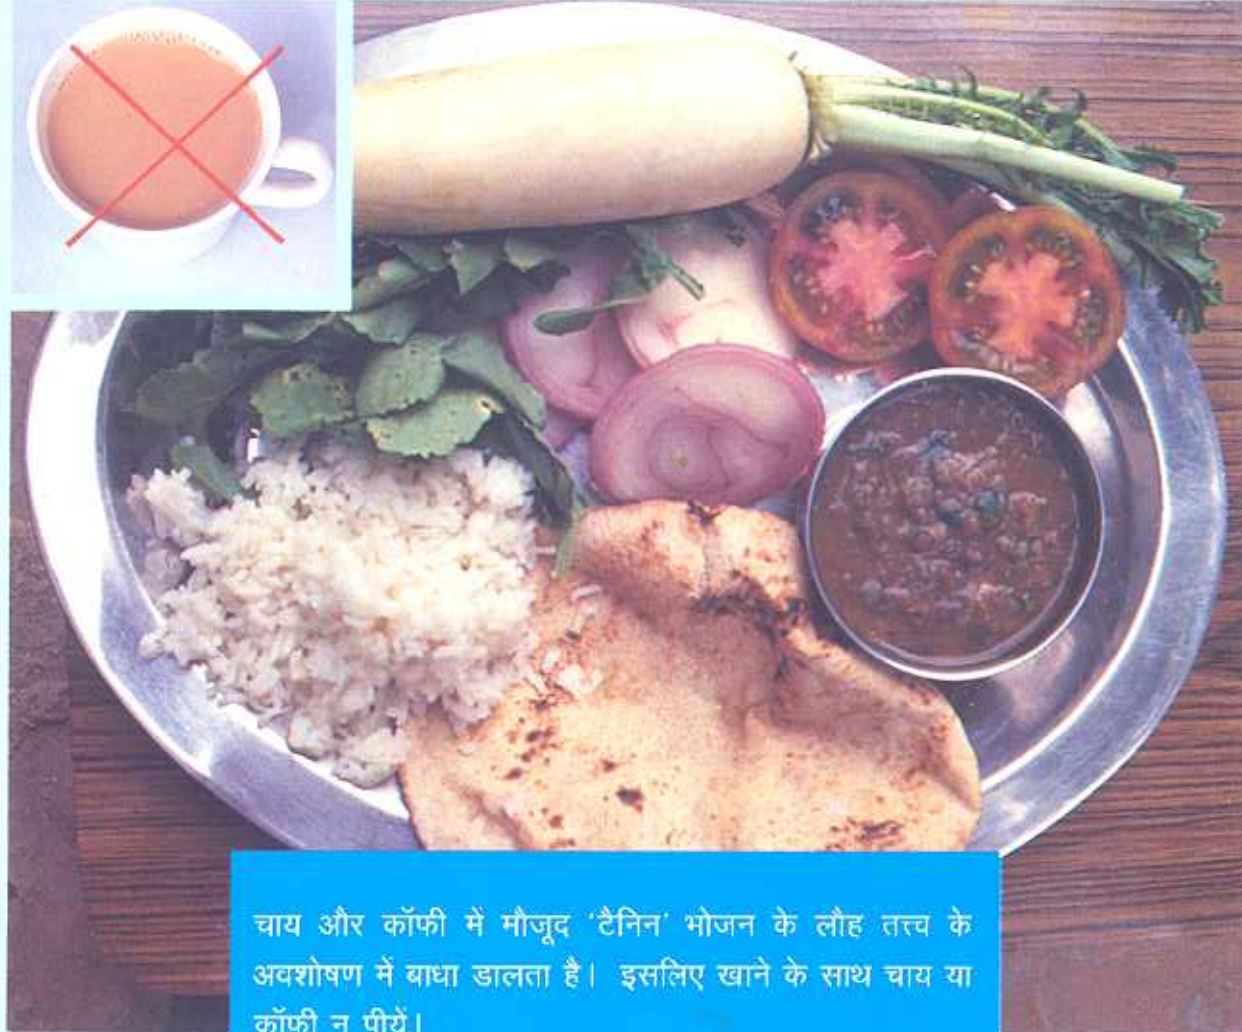 चाय और कॉफी में मौजूद 'टैनिन' भोजन के लौह तत्त्व के
अवशोषण में बाधा डालता है। इसलिए खाने के साथ चाय या
कॉफी न पीयें।